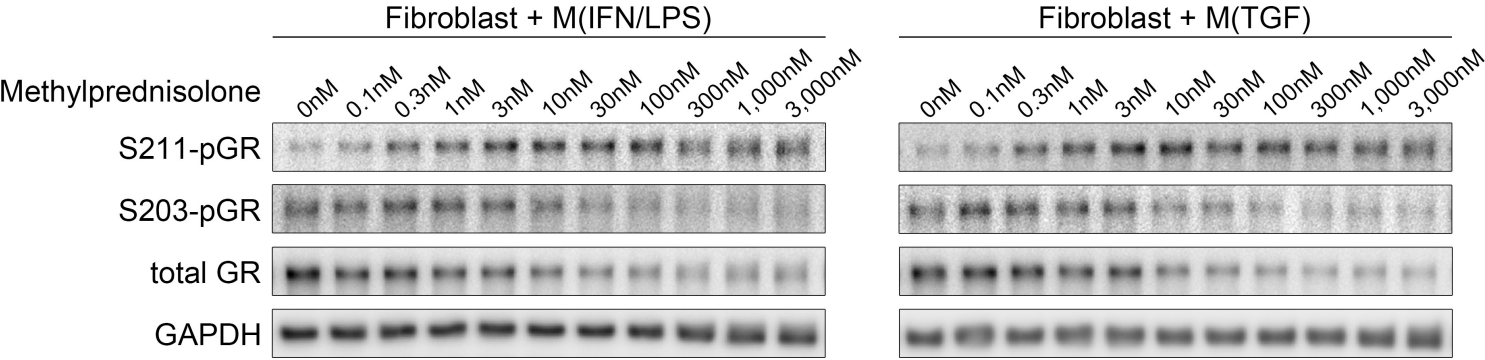 Fibroblast + M(IFN/LPS) Fibroblast + M(TGF)
Methylprednisolone 0nM 0.1nM 0.3nM 1nM 3nM 10nM 30nM 100nM 300nM 1,000nM 3,000nM 0nM 0.1nM 0.3nM 1nM 3nM 10nM 30nM 100nM 300nM 1,000nM 3,000nM
S211-pGR
S203-pGR
total GR
GAPDH